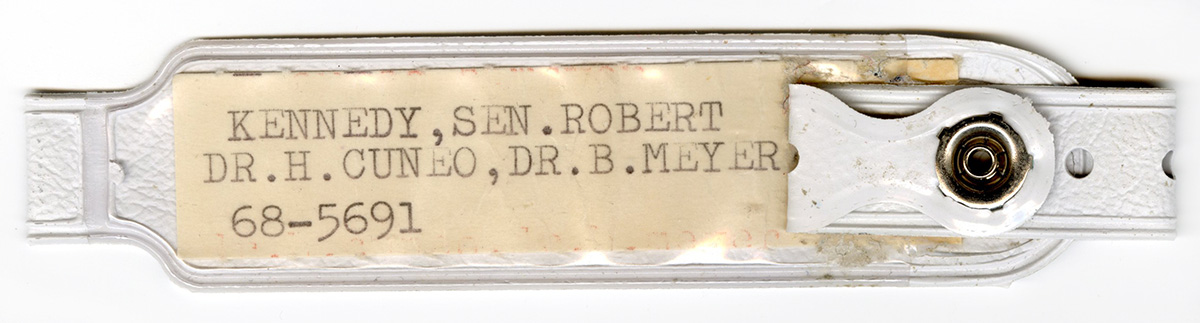 KENNEDY,SEN.ROBERT
DR.H.CUNEO,DR.B.MEYER
68-5691